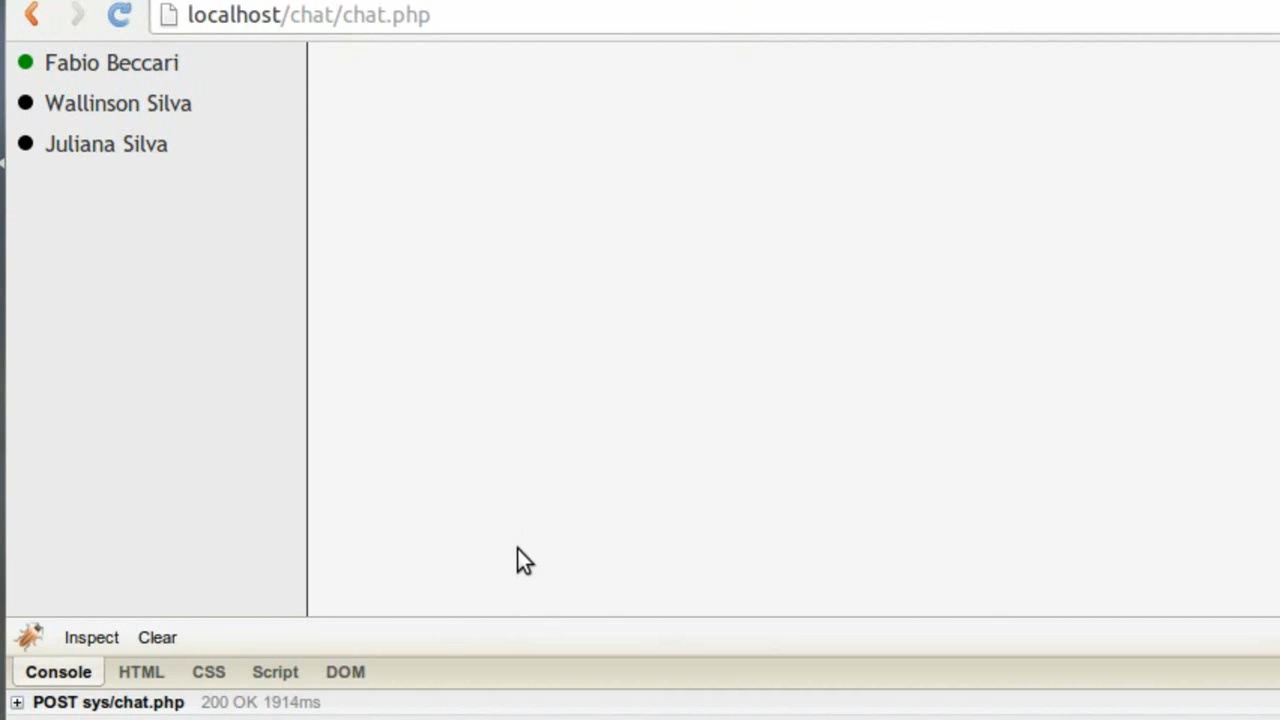 localhost/chat/chat.php
Fabio Beccari
Wallinson Silva
Juliana Silva
Inspect Clear
Console HTML CSS Script DOM
POST sys/chat.php 200 OK 1914ms